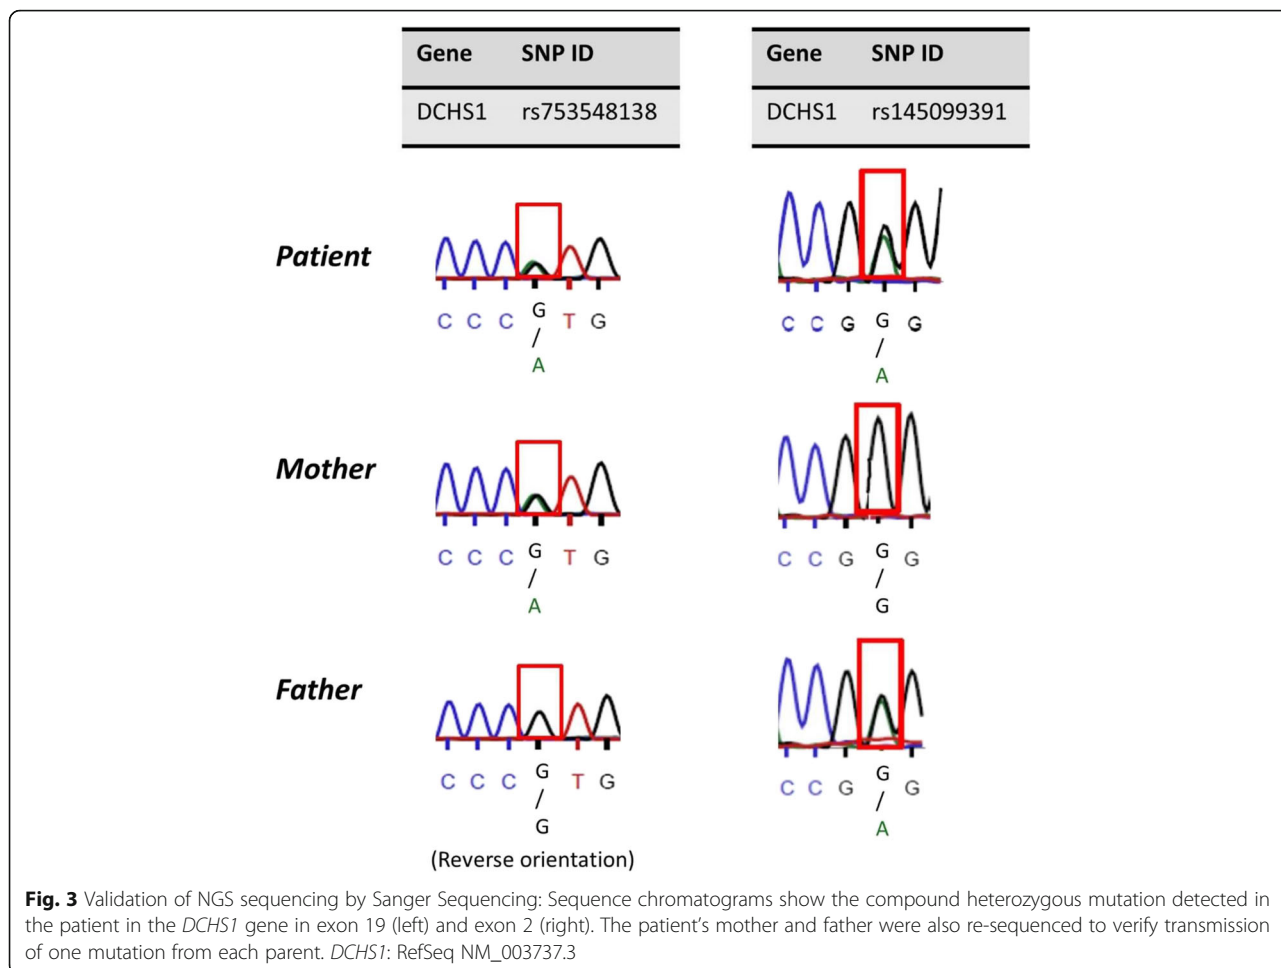 Gene SNP ID
DCHS1 rs753548138
Gene SNP ID
DCHS1 rs145099391
Patient
C C C G T G
/
A
C C G G G
/
A
Mother
C C C G T G
/
A
C C G G G
/
G
Father
C C C G T G
/
G
(Reverse orientation)
C C G G G
/
A
Fig. 3 Validation of NGS sequencing by Sanger Sequencing: Sequence chromatograms show the compound heterozygous mutation detected in
the patient in the DCHS1 gene in exon 19 (left) and exon 2 (right). The patient's mother and father were also re-sequenced to verify transmission
of one mutation from each parent. DCHS1: RefSeq NM_003737.3